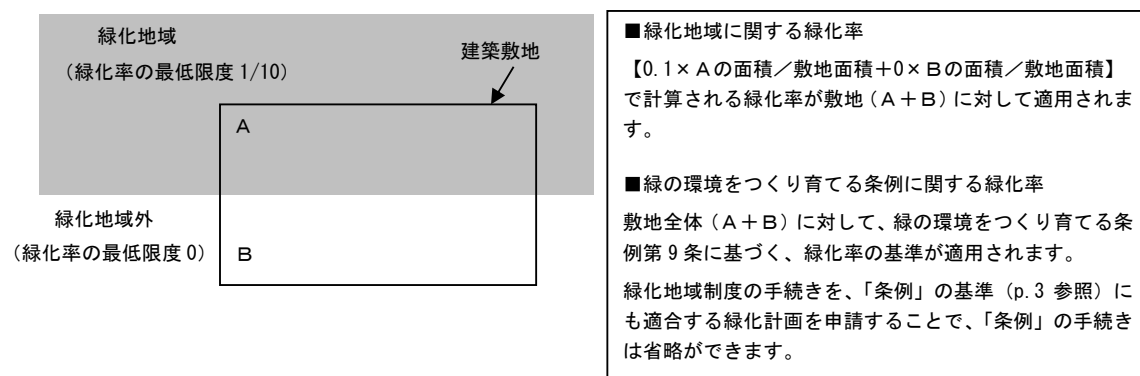 緑化地域
（緑化率の最低限度 1/10）
建築敷地
A
緑化地域外
（緑化率の最低限度 0）
B
■緑化地域に関する緑化率
【0.1×Ａの面積／敷地面積＋0×Ｂの面積／敷地面積】
で計算される緑化率が敷地（Ａ＋Ｂ）に対して適用されま
す。
■緑の環境をつくり育てる条例に関する緑化率
敷地全体（Ａ＋Ｂ）に対して、緑の環境をつくり育てる条
例第 9 条に基づく、緑化率の基準が適用されます。
緑化地域制度の手続きを、「条例」の基準（p.3 参照）に
も適合する緑化計画を申請することで、「条例」の手続き
は省略ができます。